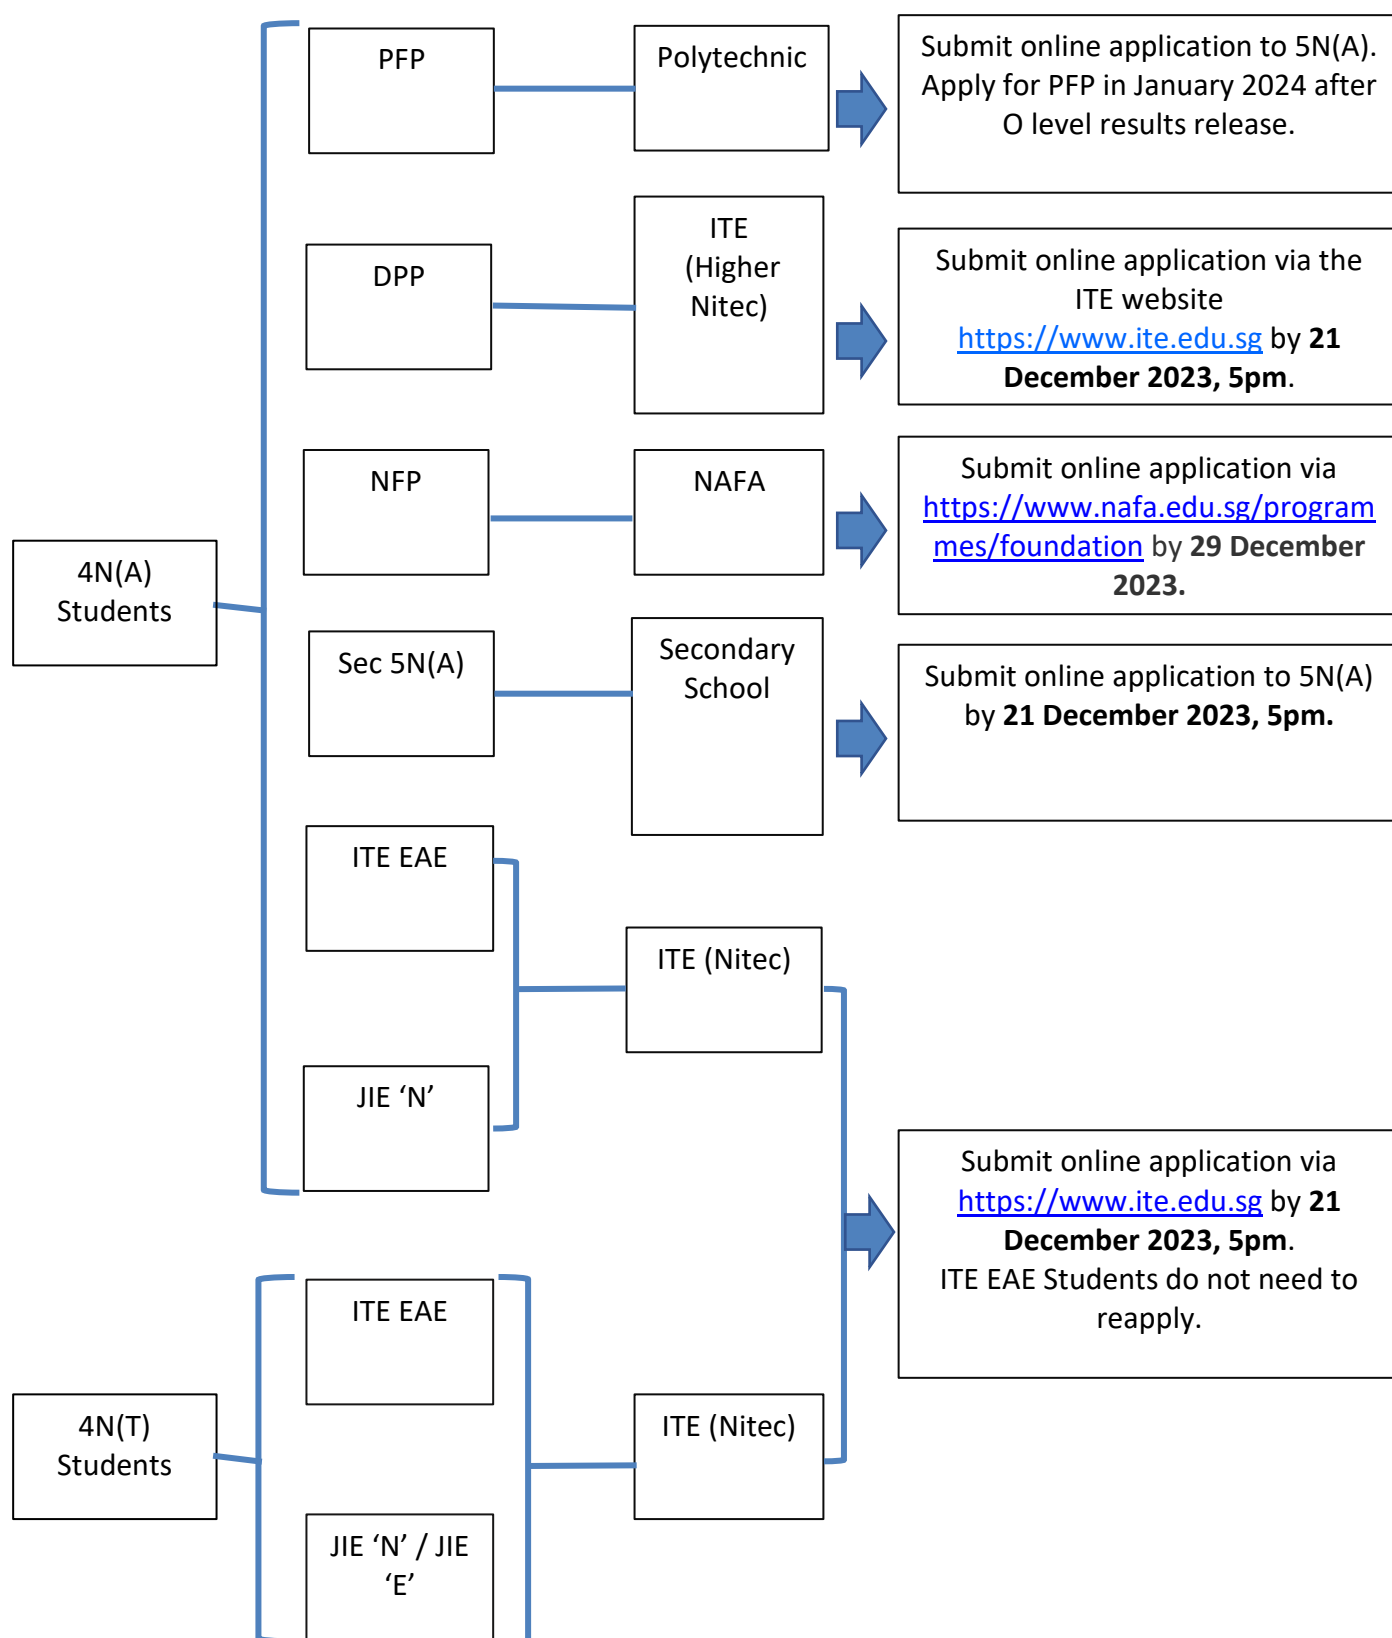 PFP
Polytechnic
Submit online application to 5N(A).
Apply for PFP in January 2024 after
O level results release.
DPP
ITE
(Higher
Nitec)
Submit online application via the
ITE website
https://www.ite.edu.sg by 21
December 2023, 5pm.
NFP
NAFA
Submit online application via
https://www.nafa.edu.sg/program
mes/foundation by 29 December
2023.
4N(A)
Students
Sec 5N(A)
Secondary
School
Submit online application to 5N(A)
by 21 December 2023, 5pm.
ITE EAE
ITE (Nitec)
JIE ‘N’
Submit online application via
https://www.ite.edu.sg by 21
December 2023, 5pm.
ITE EAE Students do not need to
reapply.
ITE EAE
4N(T)
Students
ITE (Nitec)
JIE ‘N’ / JIE
‘E’